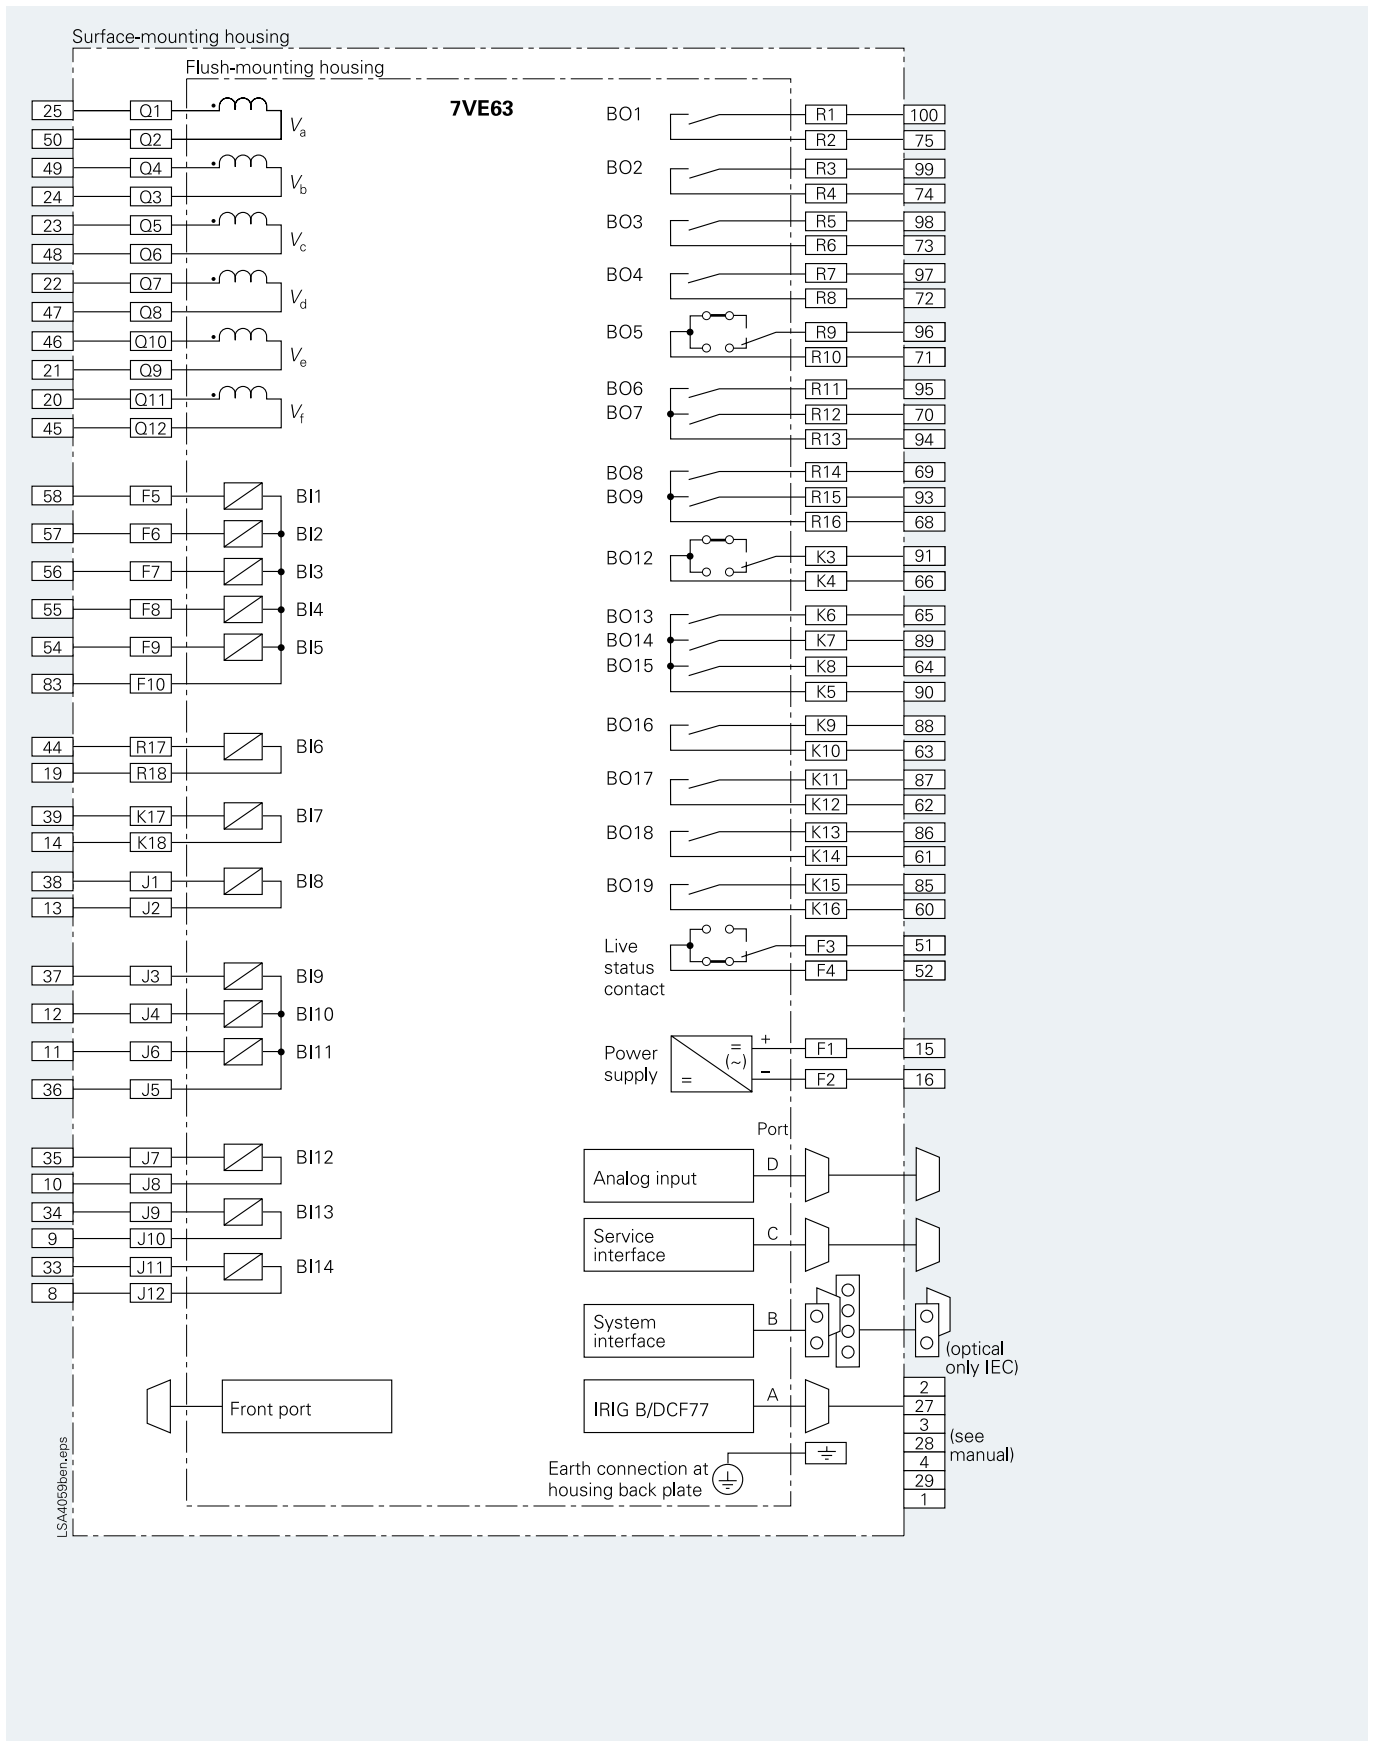 Surface-mounting housing
Flush-mounting housing
7VE63
25 Q1
50 Q2
Va
49 Q4
24 Q3
Vb
23 Q5
48 Q6
Vc
22 Q7
47 Q8
Vd
46 Q10
21 Q9
Ve
20 Q11
45 Q12
Vf
58 F5 BI1
57 F6 BI2
56 F7 BI3
55 F8 BI4
54 F9 BI5
83 F10
44 R17 BI6
19 R18
39 K17 BI7
14 K18
38 J1 BI8
13 J2
37 J3 BI9
12 J4 BI10
11 J6 BI11
36 J5
35 J7 BI12
10 J8
34 J9 BI13
9 J10
33 J11 BI14
8 J12
Front port
BO1 R1 100
R2 75
BO2 R3 99
R4 74
BO3 R5 98
R6 73
BO4 R7 97
R8 72
BO5 R9 96
R10 71
BO6 R11 95
BO7 R12 70
R13 94
BO8 R14 69
BO9 R15 93
R16 68
BO12 K3 91
K4 66
BO13 K6 65
BO14 K7 89
BO15 K8 64
K5 90
BO16 K9 88
K10 63
BO17 K11 87
K12 62
BO18 K13 86
K14 61
BO19 K15 85
K16 60
Live
status
contact
F3 51
F4 52
Power
supply
= (~) =
+ F1 15
− F2 16
Port
Analog input D
Service
interface
C
System
interface
B
(optical
only IEC)
IRIG B/DCF77 A
2
27
3
28
4
29
1
(see
manual)
Earth connection at
housing back plate
LSA4059ben.eps